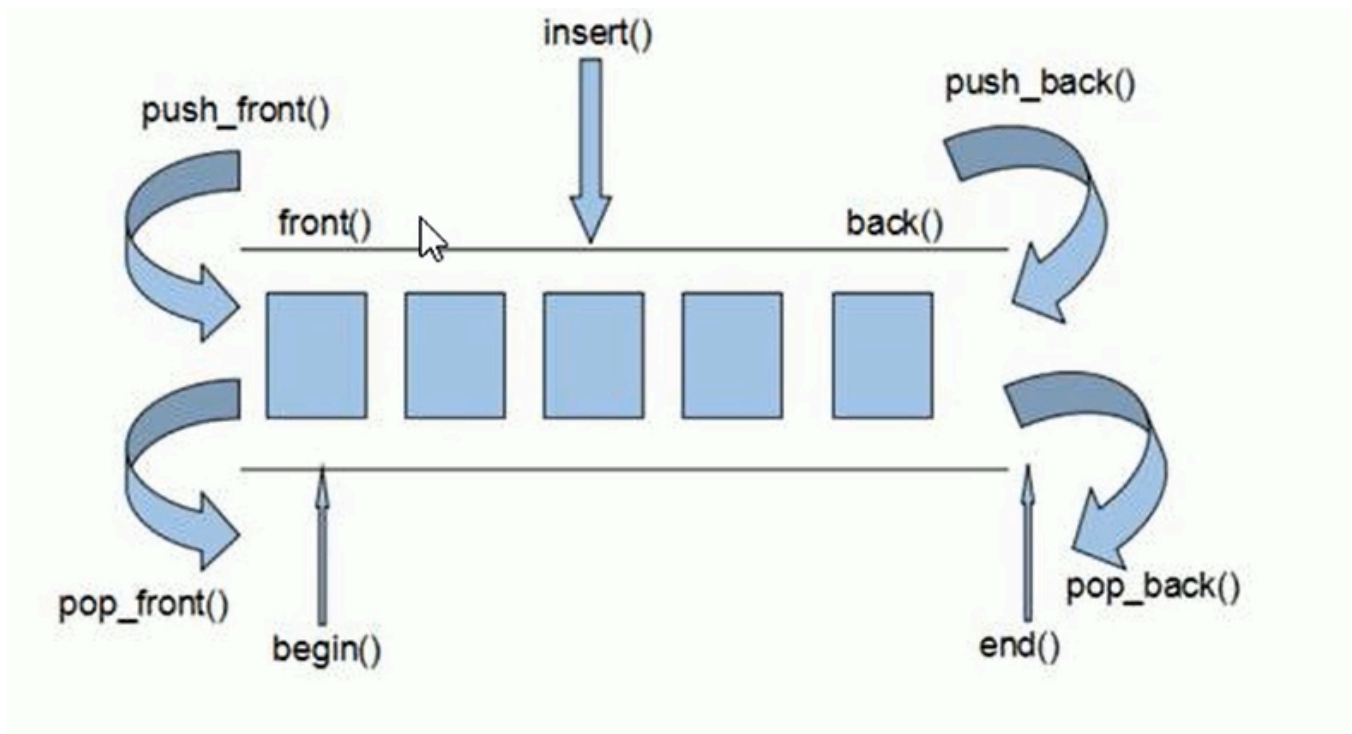 insert()
push_back()
push_front()
front()
back()
pop_back()
pop_front()
begin()
end()